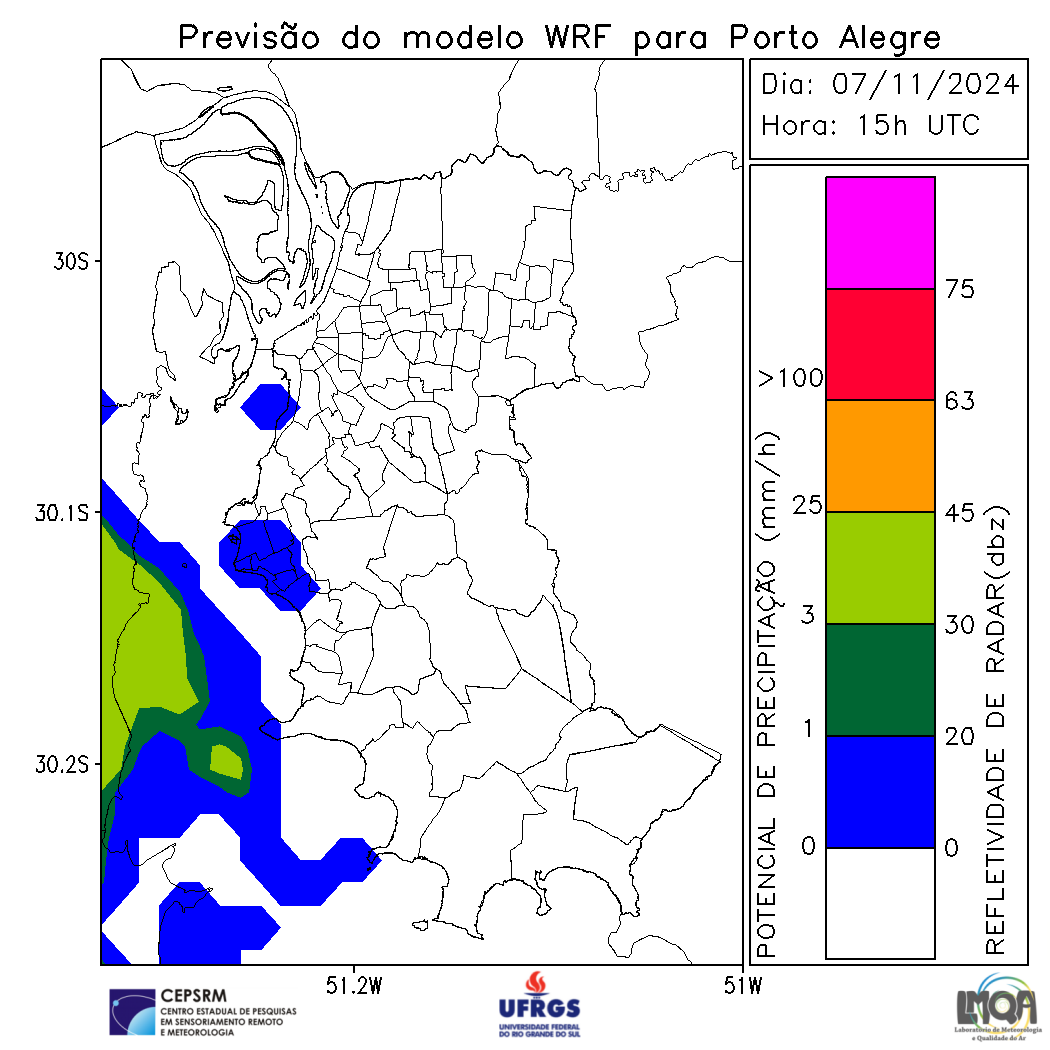 Previsão do modelo WRF para Porto Alegre
Dia: 07/11/2024
Hora: 15h UTC
30S
30.1S
30.2S
51.2W
51W
POTENCIAL DE PRECIPITAÇÃO (mm/h)
>100
25
3
1
0
75
63
45
30
20
0
REFLETIVIDADE DE RADAR(dbz)
CEPSRM
CENTRO ESTADUAL DE PESQUISAS
EM SENSORIAMENTO REMOTO
E METEOROLOGIA
UFRGS
UNIVERSIDADE FEDERAL
DO RIO GRANDE DO SUL
LMQA
Laboratório de Meteorologia
e Qualidade do Ar